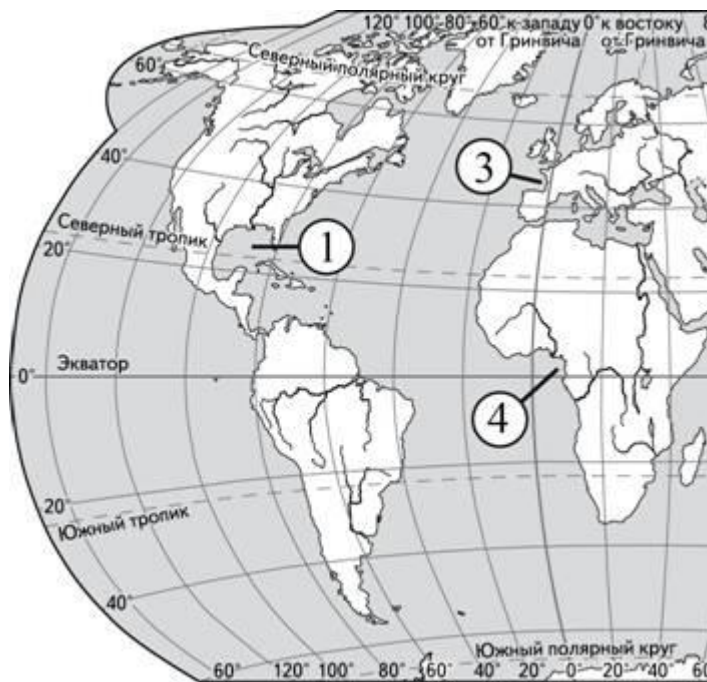 120° 100° 80° 60° к западу 0° к востоку 8
от Гринвича от Гринвича
Северный полярный круг
60°
40°
3
Северный тропик
1
20°
Экватор
0°
4
20°
Южный тропик
40°
Южный полярный круг
60° 120° 100° 80° 60° 40° 20° 0° 20° 40° 60